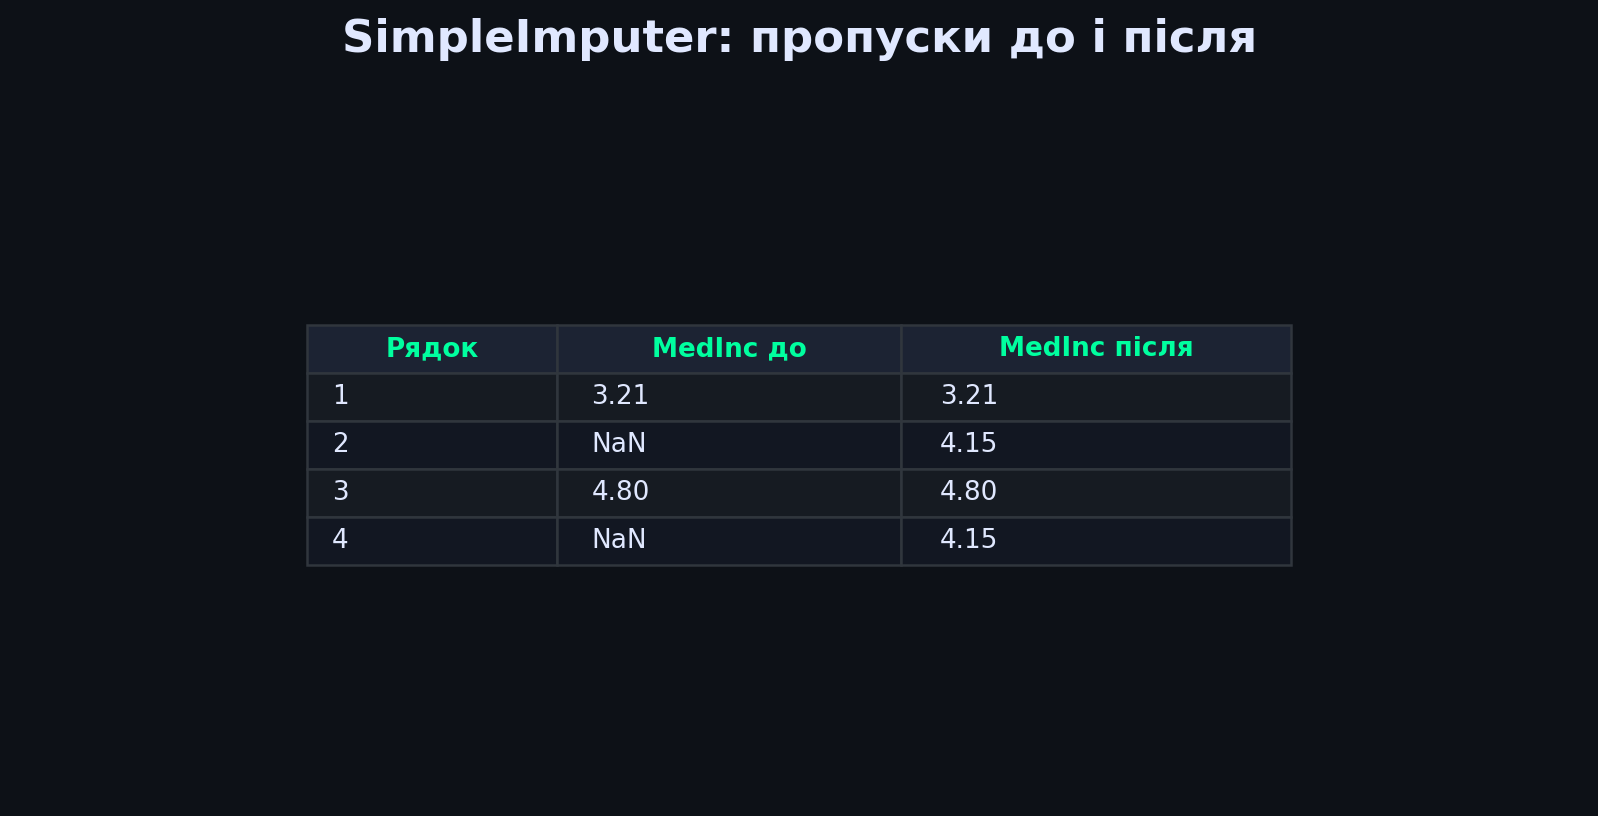 SimpleImputer: пропуски до і після
Рядок MedInc до MedInc після
1 3.21 3.21
2 NaN 4.15
3 4.80 4.80
4 NaN 4.15